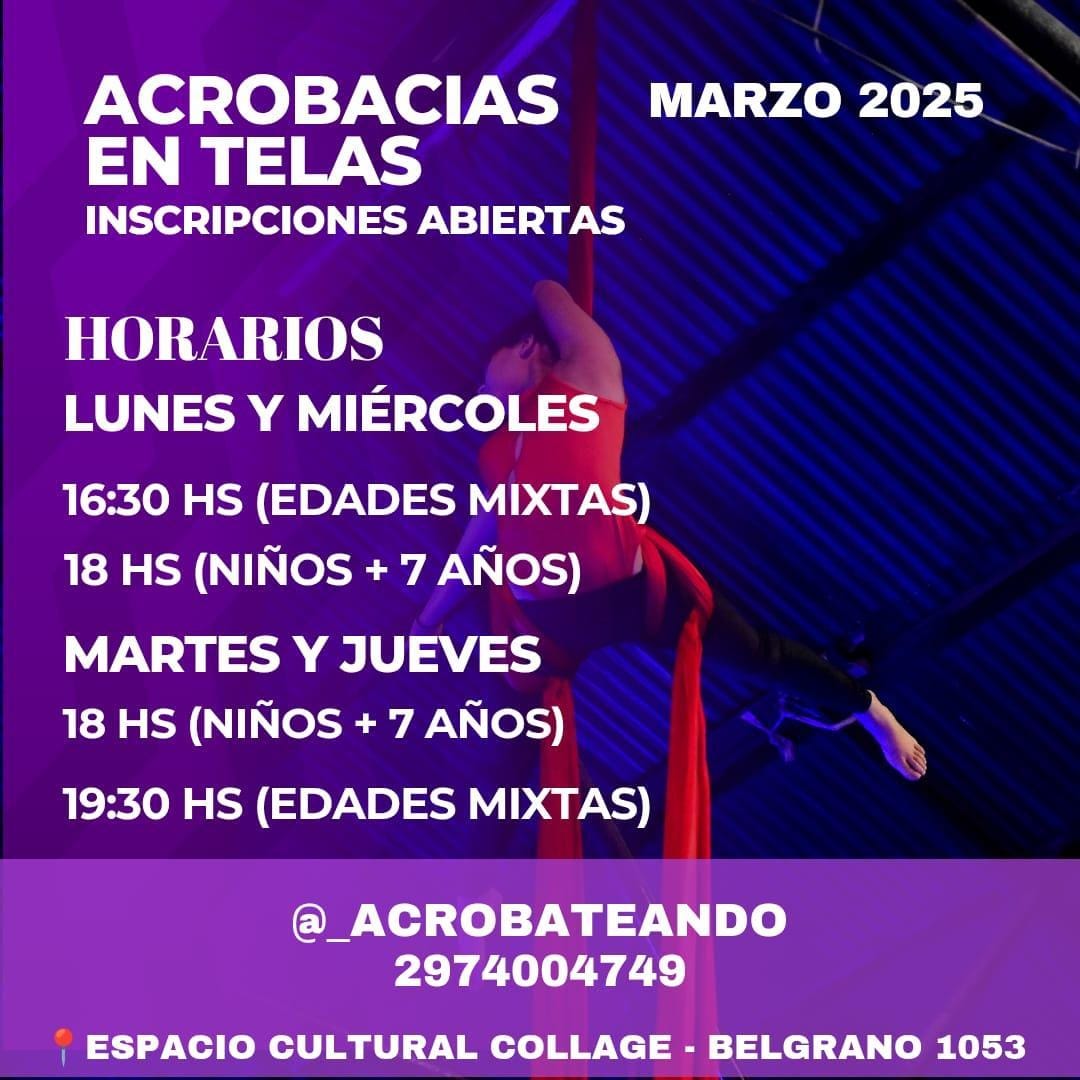 ACROBACIAS
EN TELAS
INSCRIPCIONES ABIERTAS
MARZO 2025
HORARIOS
LUNES Y MIÉRCOLES
16:30 HS (EDADES MIXTAS)
18 HS (NIÑOS + 7 AÑOS)
MARTES Y JUEVES
18 HS (NIÑOS + 7 AÑOS)
19:30 HS (EDADES MIXTAS)
@_ACROBATEANDO
2974004749
📍ESPACIO CULTURAL COLLAGE - BELGRANO 1053